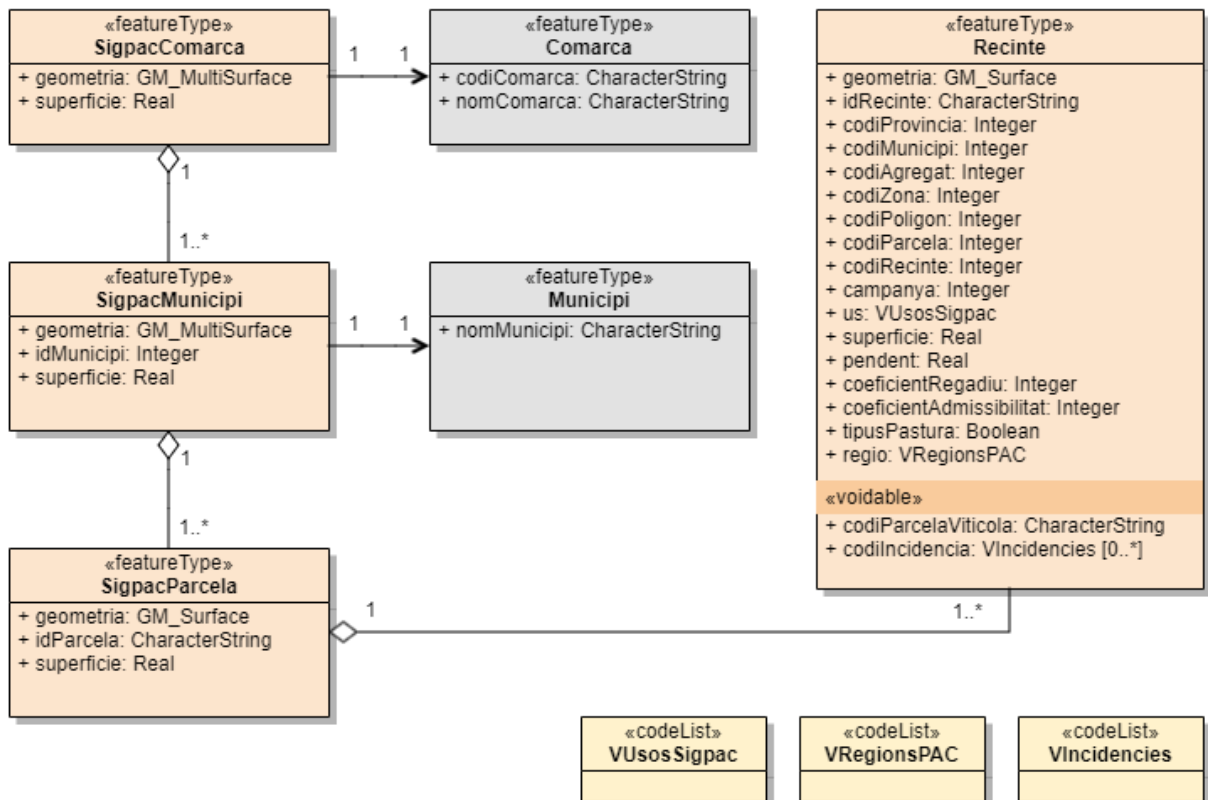 «featureType»
SigpacComarca
+ geometria: GM_MultiSurface
+ superficie: Real
1
1
«featureType»
Comarca
+ codiComarca: CharacterString
+ nomComarca: CharacterString
1
1..*
«featureType»
SigpacMunicipi
+ geometria: GM_MultiSurface
+ idMunicipi: Integer
+ superficie: Real
1
1
«featureType»
Municipi
+ nomMunicipi: CharacterString
1
1..*
«featureType»
SigpacParcela
+ geometria: GM_Surface
+ idParcela: CharacterString
+ superficie: Real
1
1..*
«featureType»
Recinte
+ geometria: GM_Surface
+ idRecinte: CharacterString
+ codiProvincia: Integer
+ codiMunicipi: Integer
+ codiAgregat: Integer
+ codiZona: Integer
+ codiPoligon: Integer
+ codiParcela: Integer
+ codiRecinte: Integer
+ campanya: Integer
+ us: VUsosSigpac
+ superficie: Real
+ pendent: Real
+ coeficientRegadiu: Integer
+ coeficientAdmissibilitat: Integer
+ tipusPastura: Boolean
+ regio: VRegionsPAC
«voidable»
+ codiParcelaViticola: CharacterString
+ codiIncidencia: VIncidencies [0..*]
«codeList»
VUsosSigpac
«codeList»
VRegionsPAC
«codeList»
VIncidencies